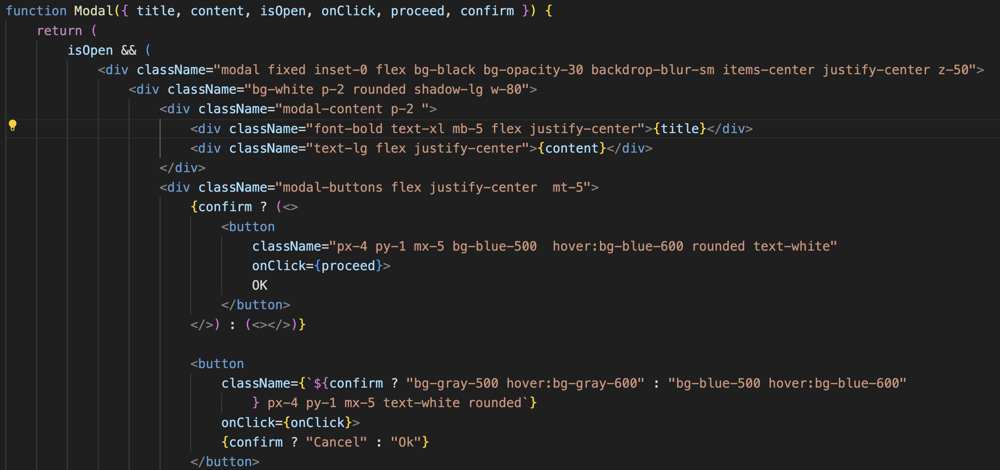 function Modal({ title, content, isOpen, onClick, proceed, confirm }) {
    return (
        isOpen && (
            <div className="modal fixed inset-0 flex bg-black bg-opacity-30 backdrop-blur-sm items-center justify-center z-50">
                <div className="bg-white p-2 rounded shadow-lg w-80">
                    <div className="modal-content p-2 ">
                        <div className="font-bold text-xl mb-5 flex justify-center">{title}</div>
                        <div className="text-lg flex justify-center">{content}</div>
                    </div>
                    <div className="modal-buttons flex justify-center  mt-5">
                        {confirm ? (<>
                            <button
                                className="px-4 py-1 mx-5 bg-blue-500  hover:bg-blue-600 rounded text-white"
                                onClick={proceed}>
                                OK
                            </button>
                        </>) : (<></>)}

                        <button
                            className={`${confirm ? "bg-gray-500 hover:bg-gray-600" : "bg-blue-500 hover:bg-blue-600"
                                } px-4 py-1 mx-5 text-white rounded`}
                            onClick={onClick}>
                            {confirm ? "Cancel" : "Ok"}
                        </button>